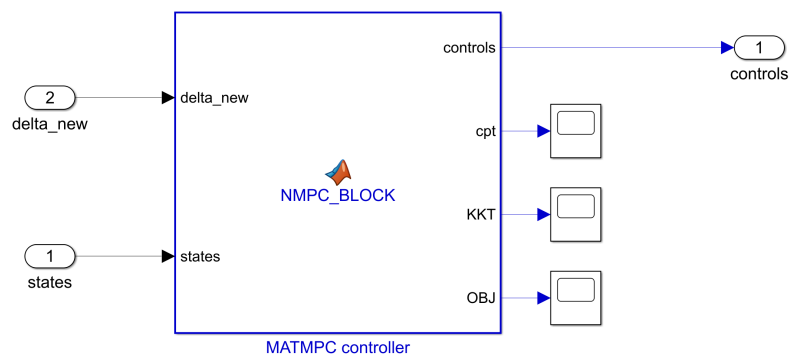 controls
1
controls
2
delta_new
delta_new
cpt
NMPC_BLOCK
KKT
1
states
states
OBJ
MATMPC controller